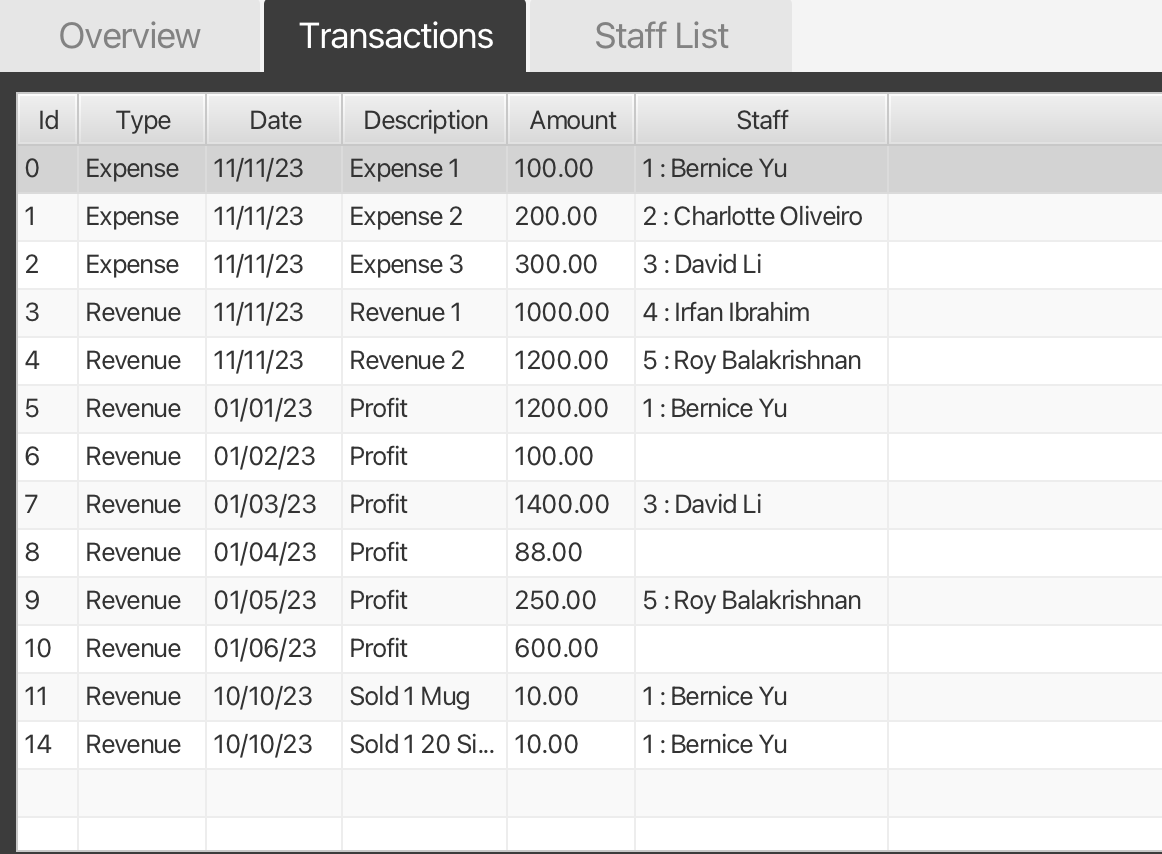 Overview Transactions Staff List
Id Type Date Description Amount Staff
0 Expense 11/11/23 Expense 1 100.00 1 : Bernice Yu
1 Expense 11/11/23 Expense 2 200.00 2 : Charlotte Oliveiro
2 Expense 11/11/23 Expense 3 300.00 3 : David Li
3 Revenue 11/11/23 Revenue 1 1000.00 4 : Irfan Ibrahim
4 Revenue 11/11/23 Revenue 2 1200.00 5 : Roy Balakrishnan
5 Revenue 01/01/23 Profit 1200.00 1 : Bernice Yu
6 Revenue 01/02/23 Profit 100.00
7 Revenue 01/03/23 Profit 1400.00 3 : David Li
8 Revenue 01/04/23 Profit 88.00
9 Revenue 01/05/23 Profit 250.00 5 : Roy Balakrishnan
10 Revenue 01/06/23 Profit 600.00
11 Revenue 10/10/23 Sold 1 Mug 10.00 1 : Bernice Yu
14 Revenue 10/10/23 Sold 1 20 Si... 10.00 1 : Bernice Yu